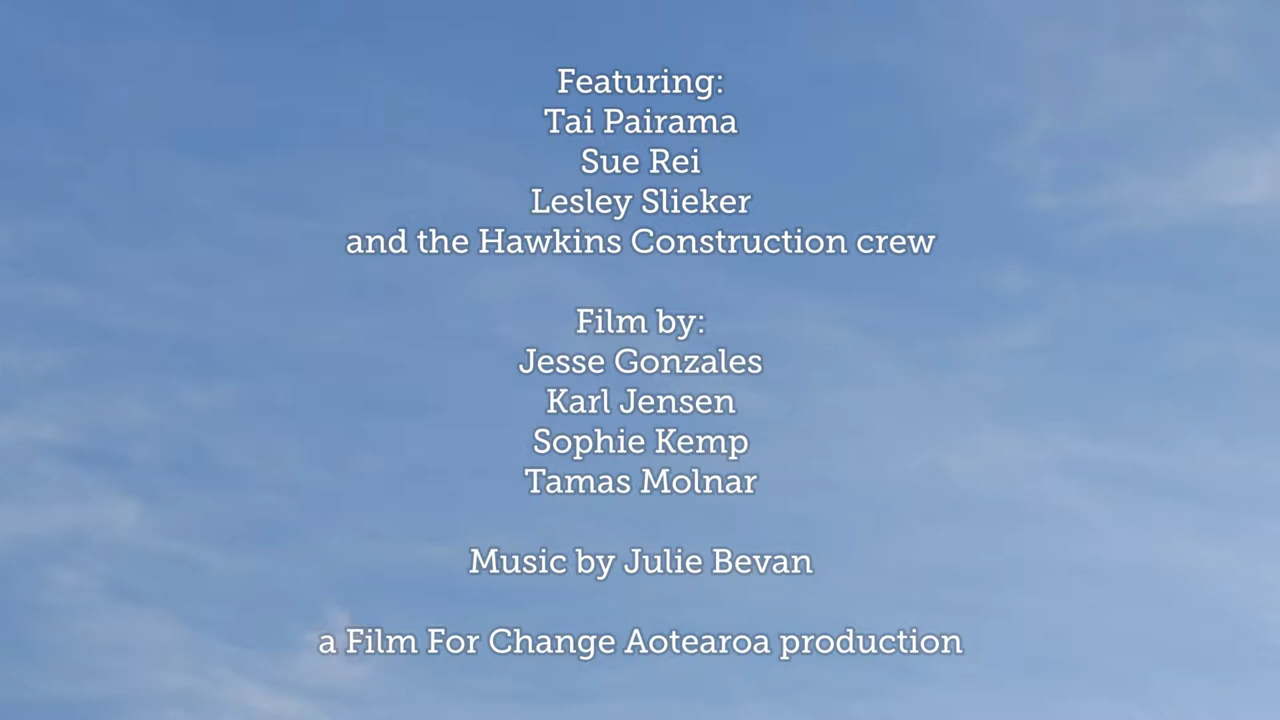 Featuring:
Tai Pairama
Sue Rei
Lesley Slieker
and the Hawkins Construction crew
Film by:
Jesse Gonzales
Karl Jensen
Sophie Kemp
Tamas Molnar
Music by Julie Bevan
a Film For Change Aotearoa production